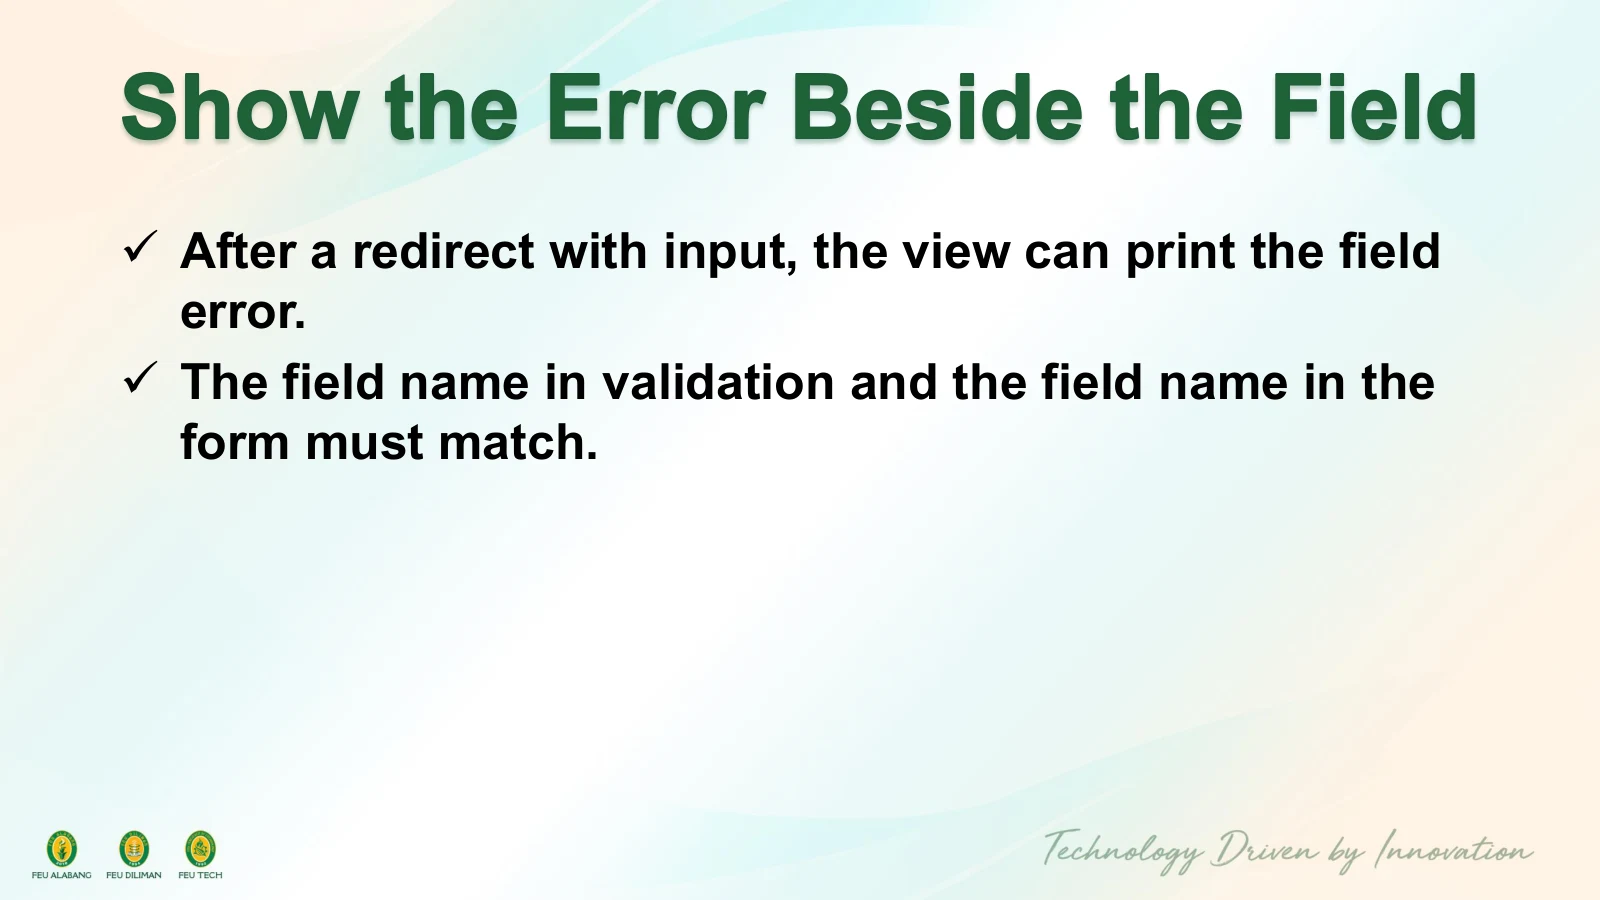 Show the Error Beside the Field
✓ After a redirect with input, the view can print the field
error.
✓ The field name in validation and the field name in the
form must match.
FEU ALABANG FEU DILIMAN FEU TECH
Technology Driven by Innovation